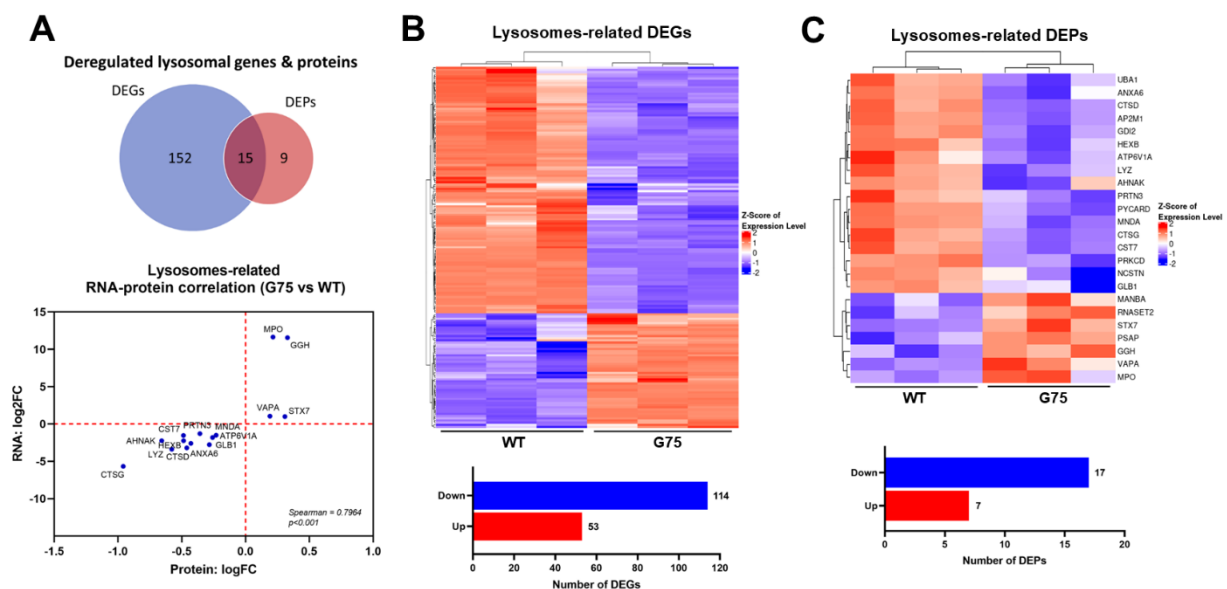 A
Deregulated lysosomal genes & proteins
DEGs
DEPs
152
15
9
Lysosomes-related
RNA-protein correlation (G75 vs WT)
RNA: log2FC
15
10
5
0
-5
-10
MPO
GGH
VAPA
STX7
PRTN3
MNDA
CST7
ATP6V1A
AHNAK
HEXB
GLB1
LYZ
CTSD
ANXA6
CTSG
Spearman = 0.7964
p<0.001
-1.5
-1.0
-0.5
0.0
0.5
1.0
Protein: logFC
B
Lysosomes-related DEGs
Z-Score of
Expression Level
2
1
0
-1
-2
WT
G75
Down
114
Up
53
0
20
40
60
80
100
120
Number of DEGs
C
Lysosomes-related DEPs
UBA1
ANXA6
CTSD
AP2M1
GDI2
HEXB
ATP6V1A
LYZ
AHNAK
PRTN3
PYCARD
MNDA
CTSG
CST7
PRKCD
NCSTN
GLB1
MANBA
RNASET2
STX7
PSAP
GGH
VAPA
MPO
Z-Score of
Expression Level
2
1
0
-1
-2
WT
G75
Down
17
Up
7
0
5
10
15
20
Number of DEPs